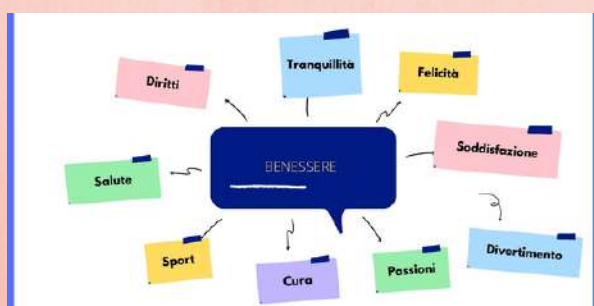 Tranquillità
Diritti
Felicità
BENESSERE
Soddisfazione
Salute
Sport
Cura
Passioni
Divertimento